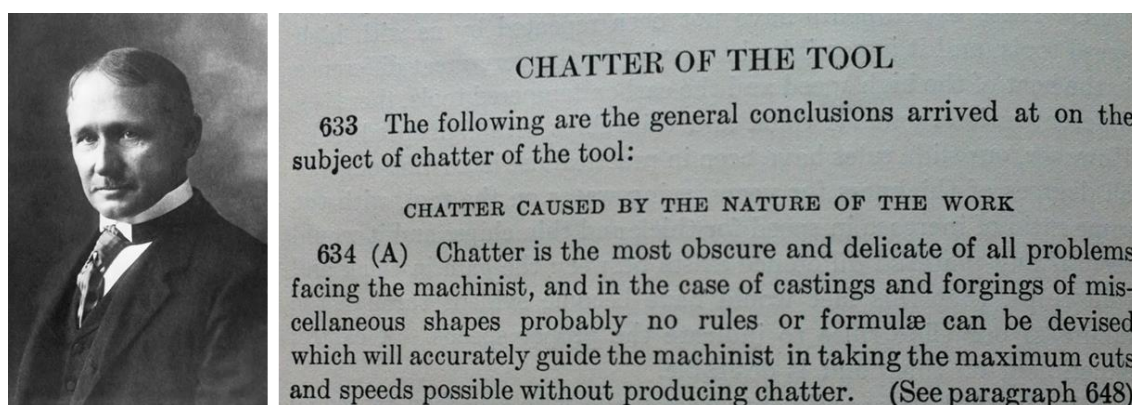 CHATTER OF THE TOOL
633 The following are the general conclusions arrived at on the
subject of chatter of the tool:
CHATTER CAUSED BY THE NATURE OF THE WORK
634 (A) Chatter is the most obscure and delicate of all problems
facing the machinist, and in the case of castings and forgings of mis-
cellaneous shapes probably no rules or formulæ can be devised
which will accurately guide the machinist in taking the maximum cuts
and speeds possible without producing chatter. (See paragraph 648)